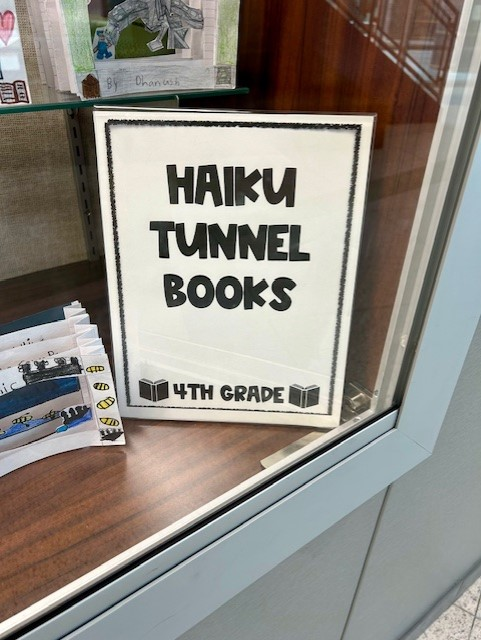 By Dhanush
HAIKU
TUNNEL
BOOKS
4TH GRADE